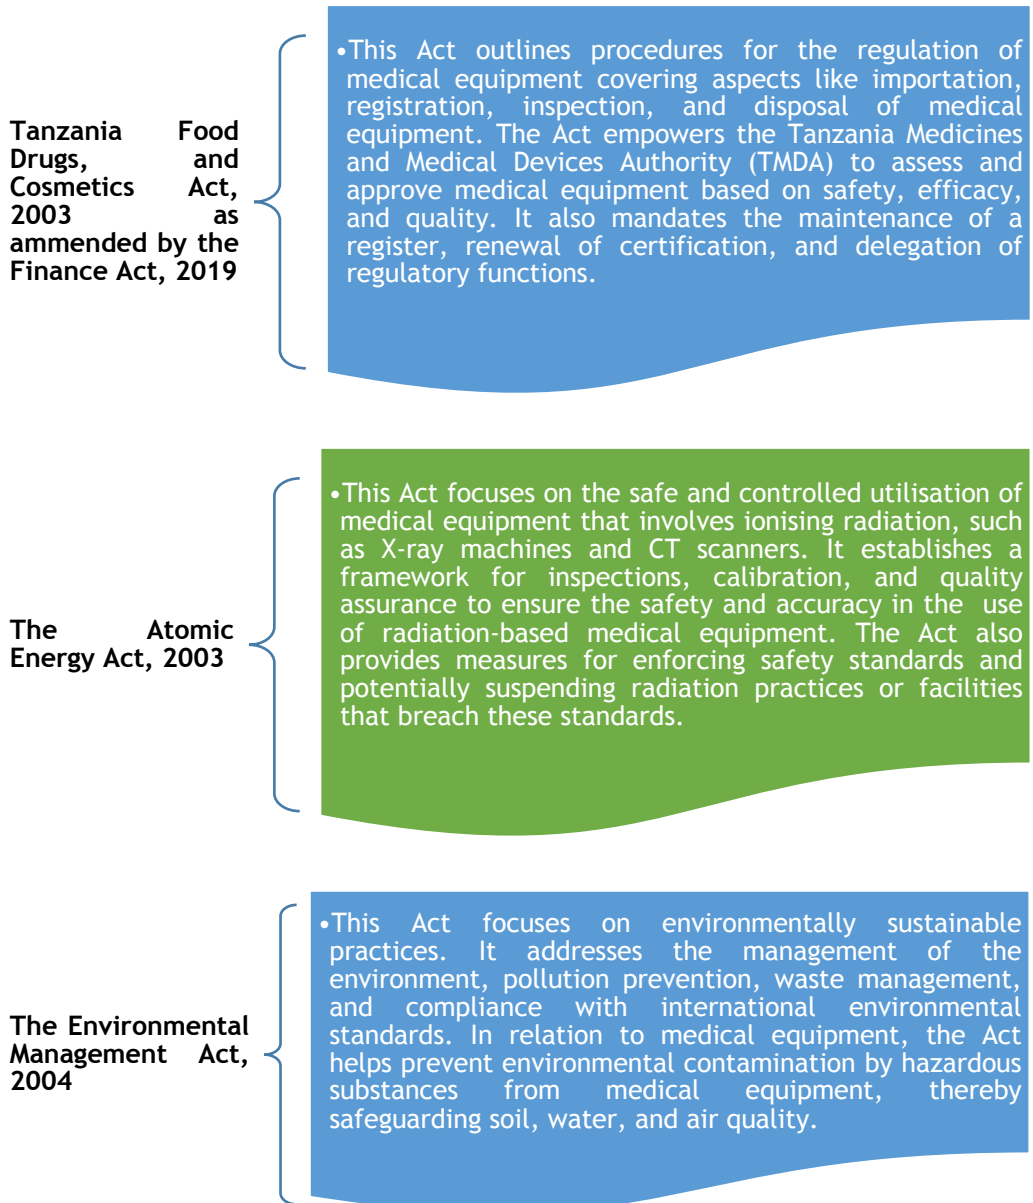 Tanzania Food
Drugs, and
Cosmetics Act,
2003 as
ammended by the
Finance Act, 2019
•This Act outlines procedures for the regulation of
medical equipment covering aspects like importation,
registration, inspection, and disposal of medical
equipment. The Act empowers the Tanzania Medicines
and Medical Devices Authority (TMDA) to assess and
approve medical equipment based on safety, efficacy,
and quality. It also mandates the maintenance of a
register, renewal of certification, and delegation of
regulatory functions.
The Atomic
Energy Act, 2003
•This Act focuses on the safe and controlled utilisation of
medical equipment that involves ionising radiation, such
as X-ray machines and CT scanners. It establishes a
framework for inspections, calibration, and quality
assurance to ensure the safety and accuracy in the use
of radiation-based medical equipment. The Act also
provides measures for enforcing safety standards and
potentially suspending radiation practices or facilities
that breach these standards.
The Environmental
Management Act,
2004
•This Act focuses on environmentally sustainable
practices. It addresses the management of the
environment, pollution prevention, waste management,
and compliance with international environmental
standards. In relation to medical equipment, the Act
helps prevent environmental contamination by hazardous
substances from medical equipment, thereby
safeguarding soil, water, and air quality.